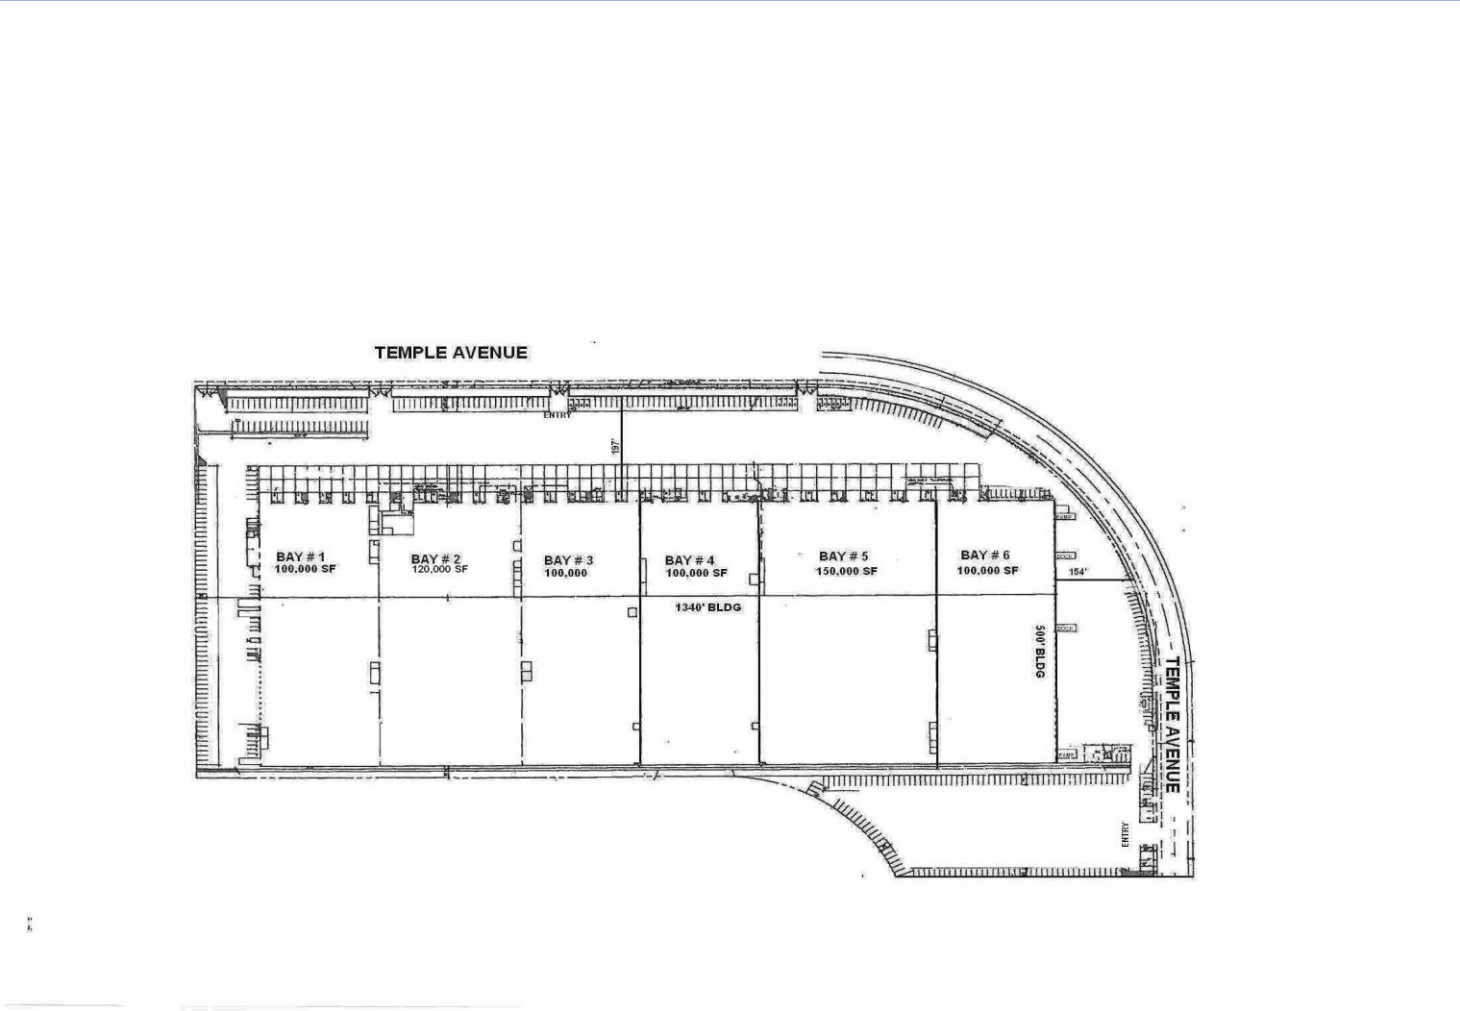 TEMPLE AVENUE
ENTRY
197'
BAY # 1
100,000 SF
BAY # 2
120,000 SF
BAY # 3
100,000
BAY # 4
100,000 SF
BAY # 5
150,000 SF
BAY # 6
100,000 SF
154'
1340' BLDG
500' BLDG
TEMPLE AVENUE
ENTRY